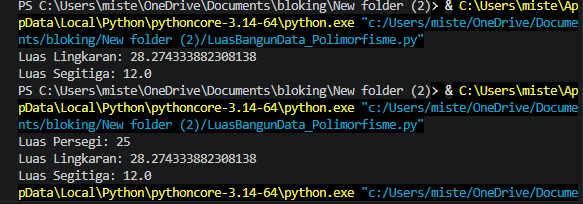 PS C:\Users\miste\OneDrive\Documents\bloking\New folder (2)> & C:\Users\miste\Ap
pData\Local\Python\pythoncore-3.14-64\python.exe "c:/Users/miste/OneDrive/Docume
nts/bloking/New folder (2)/LuasBangunData_Polimorfisme.py"
Luas Lingkaran: 28.274333882308138
Luas Segitiga: 12.0
PS C:\Users\miste\OneDrive\Documents\bloking\New folder (2)> & C:\Users\miste\Ap
pData\Local\Python\pythoncore-3.14-64\python.exe "c:/Users/miste/OneDrive/Docume
nts/bloking/New folder (2)/LuasBangunData_Polimorfisme.py"
Luas Persegi: 25
Luas Lingkaran: 28.274333882308138
Luas Segitiga: 12.0
pData\Local\Python\pythoncore-3.14-64\python.exe "c:/Users/miste/OneDrive/Docume